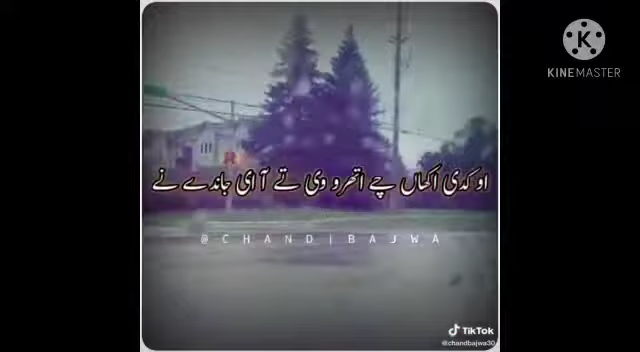 KINEMASTER
او کدی اکھاں چے اتھرو وی تے آ ای جاندے نے
@CHANDIBAJWA
TikTok
@chandbajwa30